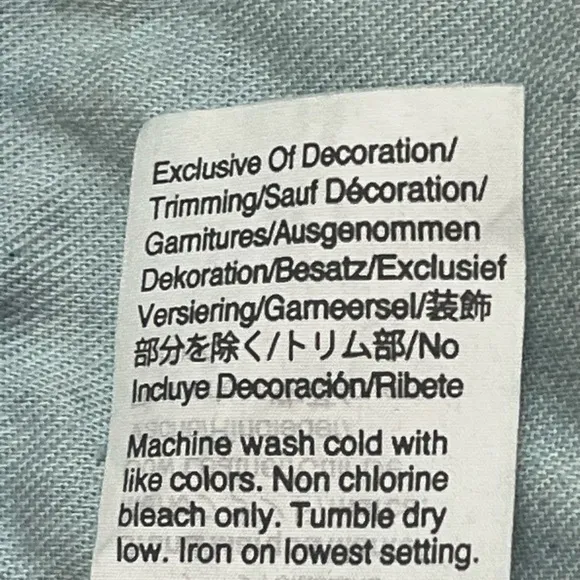 Exclusive Of Decoration/
Trimming/Sauf Décoration/
Garnitures/Ausgenommen
Dekoration/Besatz/Exclusief
Versiering/Garneersel/装飾
部分を除く/トリム部/No
Incluye Decoración/Ribete
Machine wash cold with
like colors. Non chlorine
bleach only. Tumble dry
low. Iron on lowest setting.